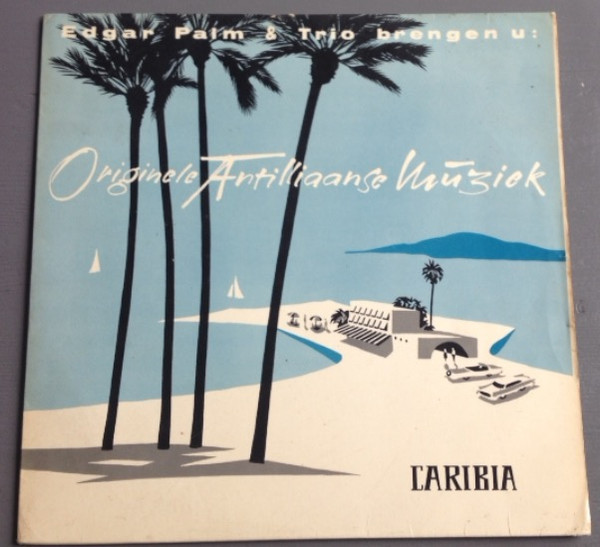 Edgar Palm & Trio brengen u:
Originele Antilliaanse Muziek
CARIBIA